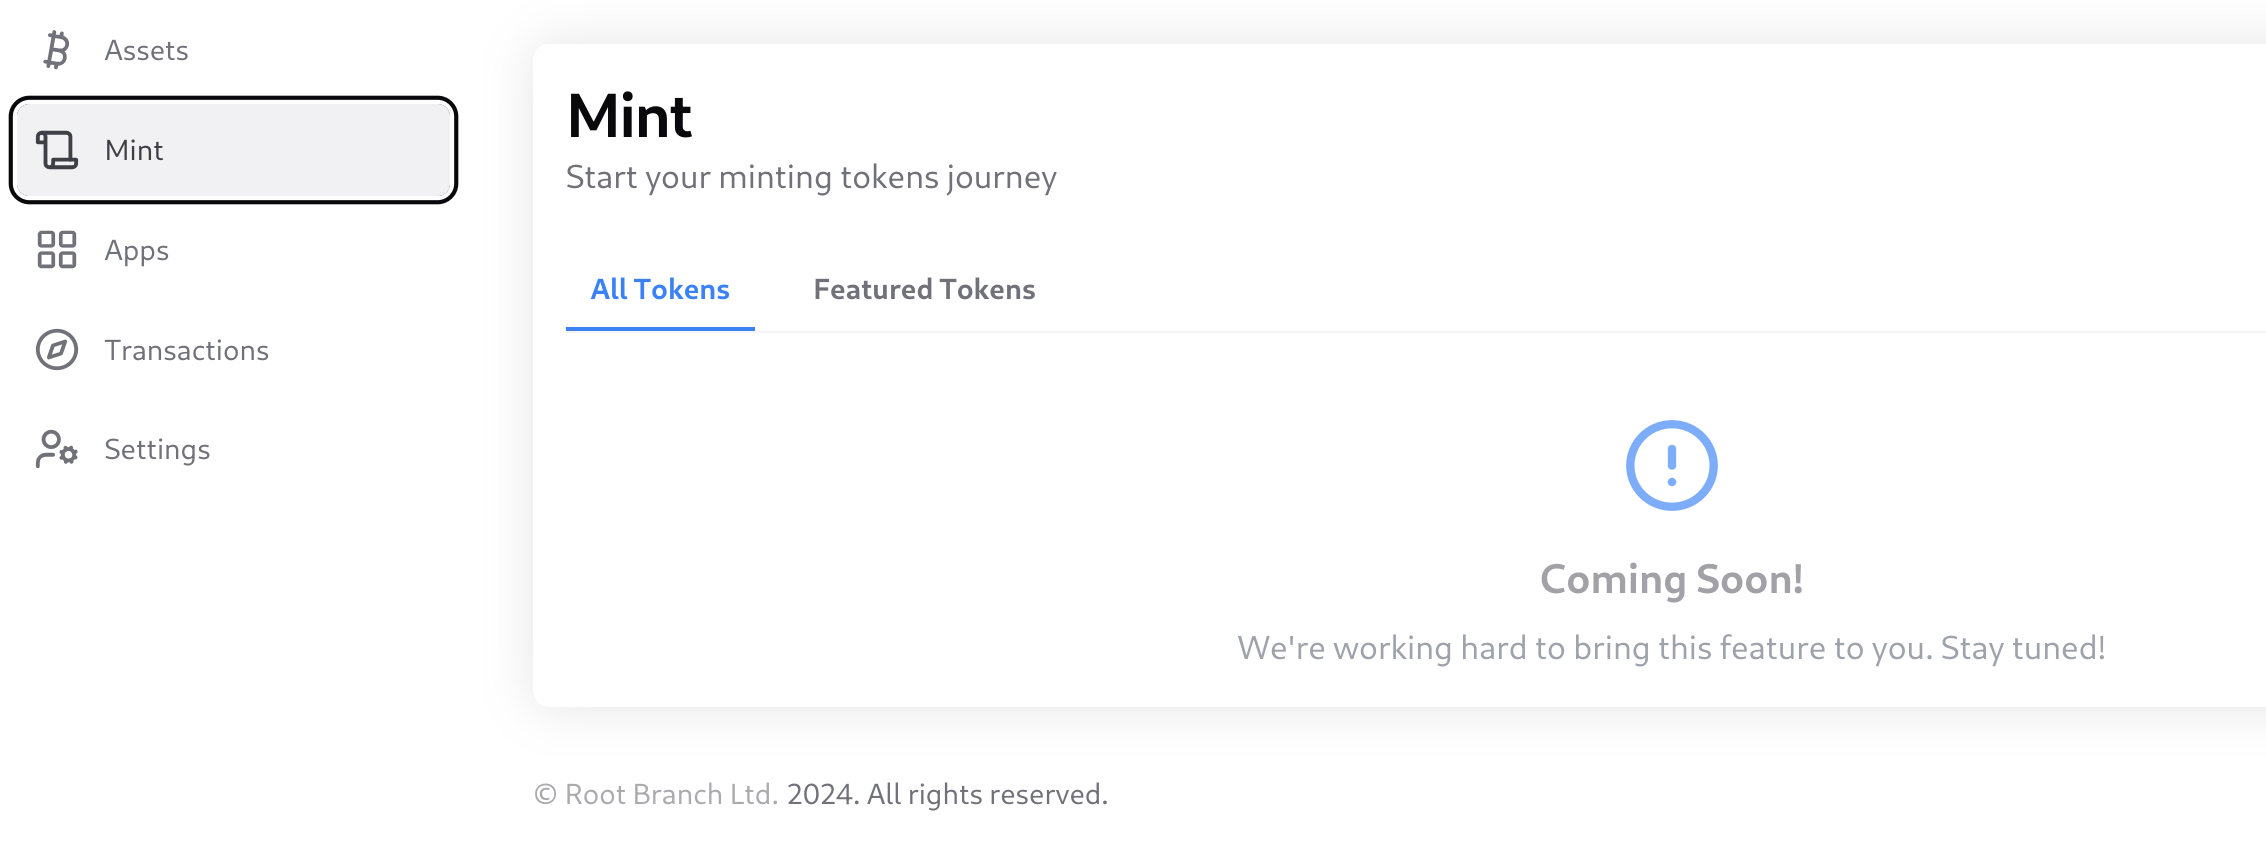 Assets
Mint
Apps
Transactions
Settings
Mint
Start your minting tokens journey
All Tokens
Featured Tokens
Coming Soon!
We're working hard to bring this feature to you. Stay tuned!
© Root Branch Ltd. 2024. All rights reserved.